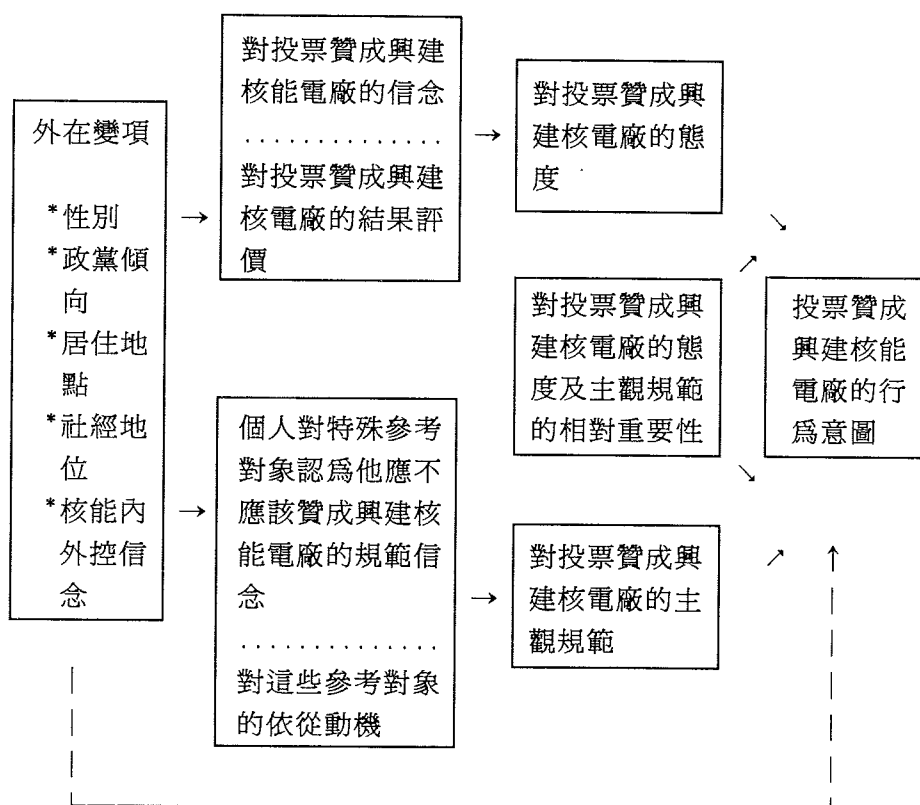 外在變項
*性別
*政黨傾
向
*居住地
點
*社經地
位
*核能內
外控信
念
對投票贊成興建
核能電廠的信念
..............
對投票贊成興建
核電廠的結果評
價
個人對特殊參考
對象認爲他應不
應該贊成興建核
能電廠的規範信
念
..............
對這些參考對象
的依從動機
對投票贊成興
建核電廠的態
度
對投票贊成興
建核電廠的態
度及主觀規範
的相對重要性
對投票贊成興
建核電廠的主
觀規範
投票贊成
興建核能
電廠的行
爲意圖